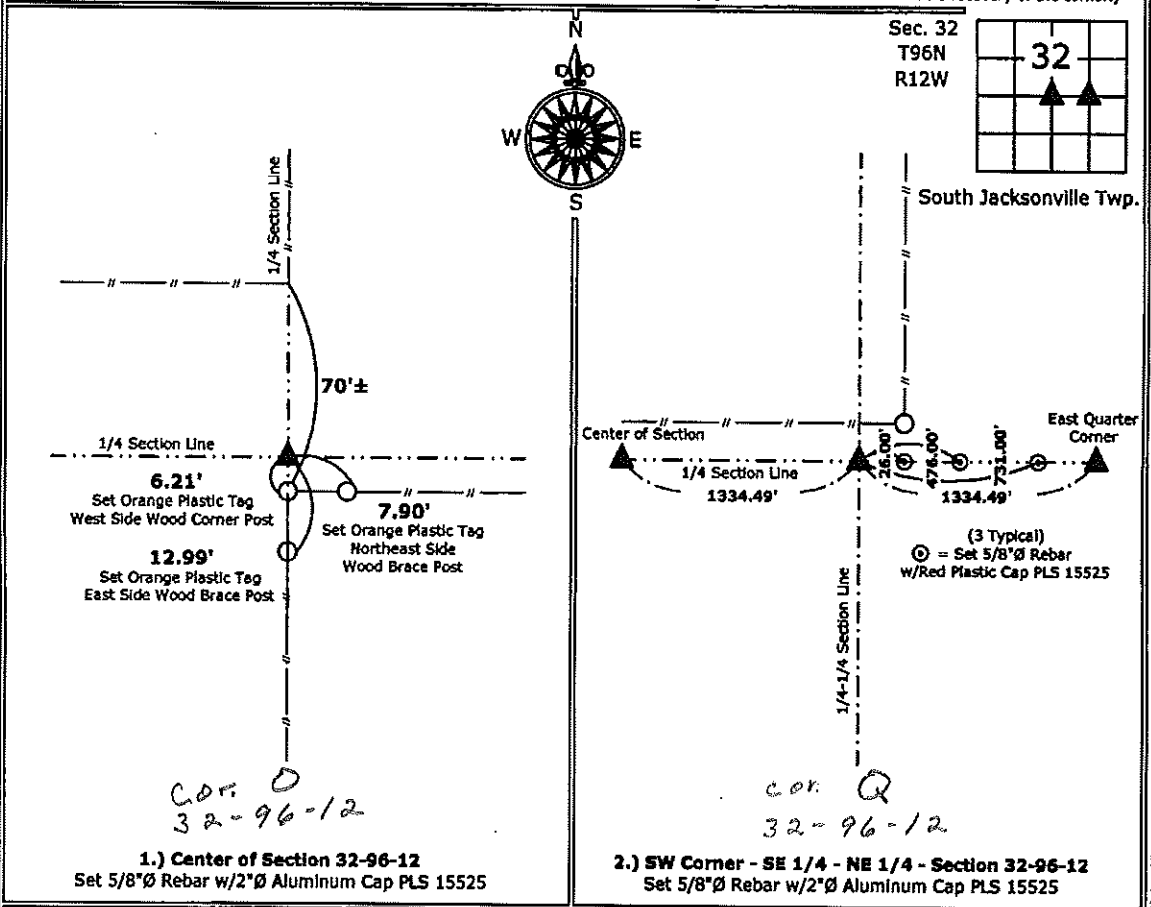 N
W
E
S
Sec. 32
T96N
R12W
32
South Jacksonville Twp.
1/4 Section Line
70'±
1/4 Section Line
6.21'
Set Orange Plastic Tag
West Side Wood Corner Post
7.90'
Set Orange Plastic Tag
Northeast Side
Wood Brace Post
12.99'
Set Orange Plastic Tag
East Side Wood Brace Post
cor. O
32-96-12
1.) Center of Section 32-96-12
Set 5/8"Ø Rebar w/2"Ø Aluminum Cap PLS 15525
Center of Section
East Quarter
Corner
1/4 Section Line
1334.49'
26.00'
476.00'
731.00'
1334.49'
(3 Typical)
= Set 5/8"Ø Rebar
w/Red Plastic Cap PLS 15525
1/4-1/4 Section Line
cor. Q
32-96-12
2.) SW Corner - SE 1/4 - NE 1/4 - Section 32-96-12
Set 5/8"Ø Rebar w/2"Ø Aluminum Cap PLS 15525